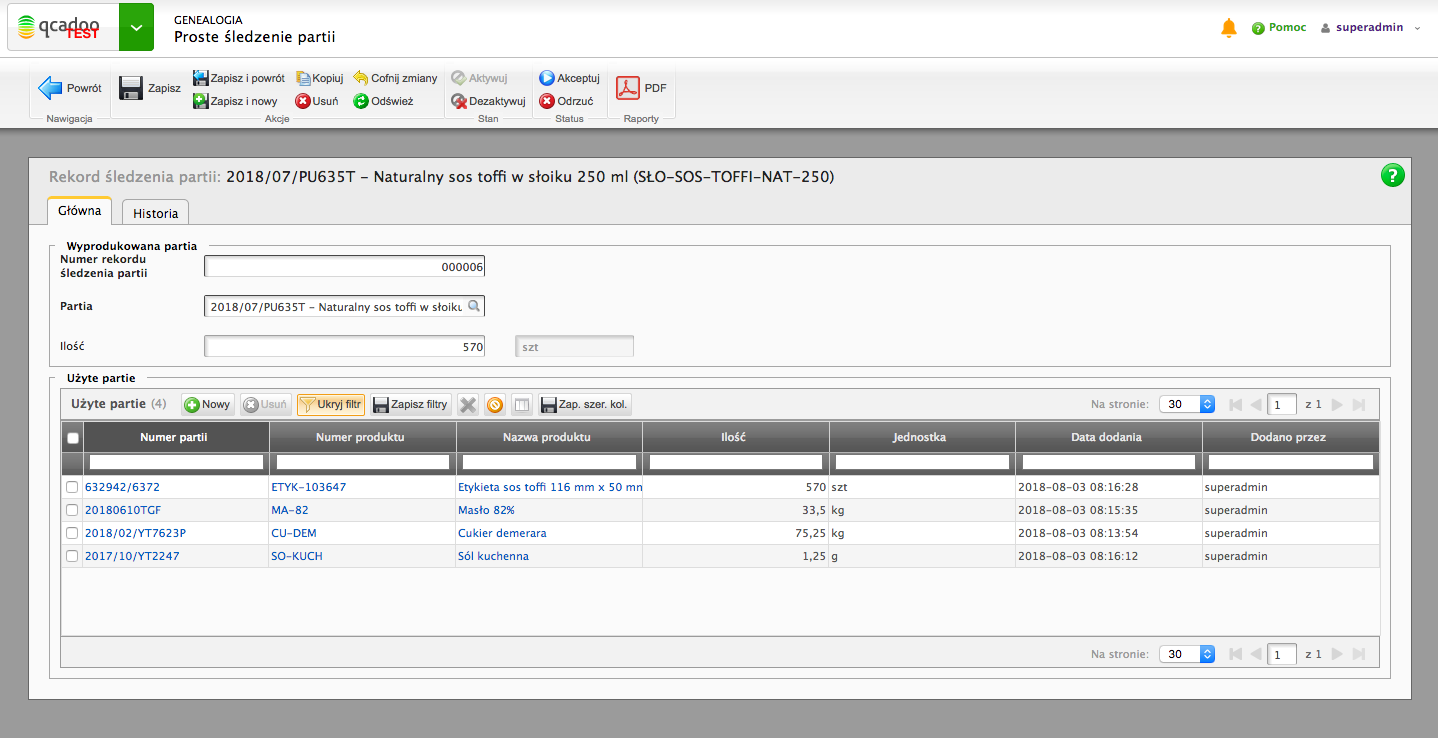 qcadoo
TEST
GENEALOGIA
Proste śledzenie partii
Pomoc
superadmin
Powrót
Nawigacja
Zapisz
Zapisz i powrót
Kopiuj
Cofnij zmiany
Zapisz i nowy
Usuń
Odśwież
Akcje
Aktywuj
Dezaktywuj
Stan
Akceptuj
Odrzuć
Status
PDF
Raporty
Rekord śledzenia partii: 2018/07/PU635T - Naturalny sos toffi w słoiku 250 ml (SŁO-SOS-TOFFI-NAT-250)
?
Główna
Historia
Wyprodukowana partia
Numer rekordu
śledzenia partii
000006
Partia
2018/07/PU635T - Naturalny sos toffi w słoiku
Ilość
570
szt
Użyte partie
Użyte partie (4)
Nowy
Usuń
Ukryj filtr
Zapisz filtry
Zap. szer. kol.
Na stronie: 30 1 z 1
Numer partii Numer produktu Nazwa produktu Ilość Jednostka Data dodania Dodano przez
632942/6372 ETYK-103647 Etykieta sos toffi 116 mm x 50 mm 570 szt 2018-08-03 08:16:28 superadmin
20180610TGF MA-82 Masło 82% 33,5 kg 2018-08-03 08:15:35 superadmin
2018/02/YT7623P CU-DEM Cukier demerara 75,25 kg 2018-08-03 08:13:54 superadmin
2017/10/YT2247 SO-KUCH Sól kuchenna 1,25 g 2018-08-03 08:16:12 superadmin
Na stronie: 30 1 z 1